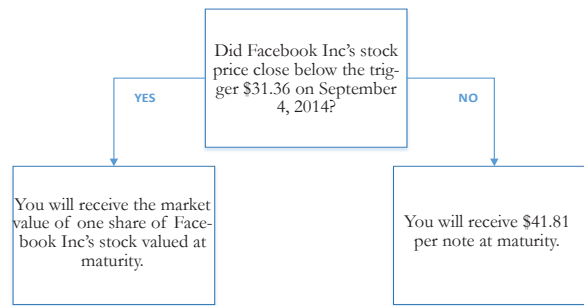 Did Facebook Inc's stock
price close below the trig-
ger $31.36 on September
4, 2014?
YES
NO
You will receive the market
value of one share of Face-
book Inc's stock valued at
maturity.
You will receive $41.81
per note at maturity.